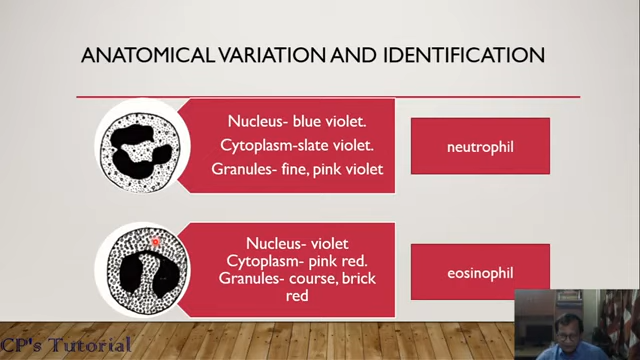 ANATOMICAL VARIATION AND IDENTIFICATION
Nucleus- blue violet.
Cytoplasm-slate violet.
Granules- fine, pink violet
neutrophil
Nucleus- violet
Cytoplasm- pink red.
Granules- course, brick
red
eosinophil
CP's Tutorial